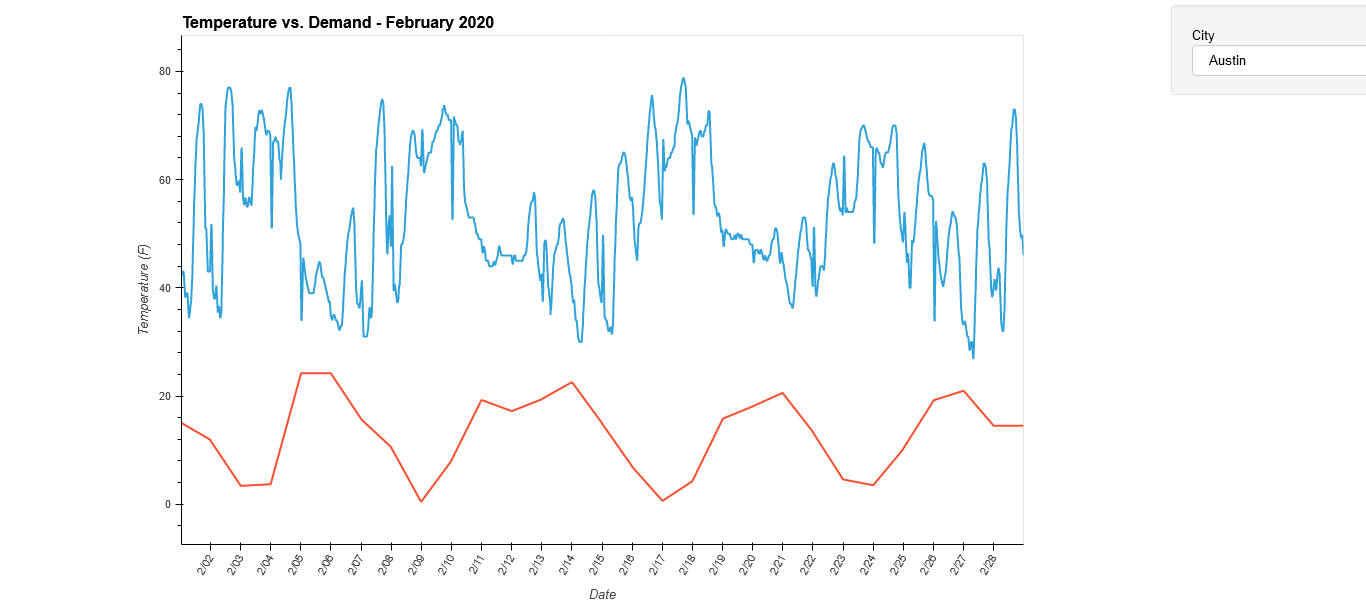 Temperature vs. Demand - February 2020
City
Austin
80
60
40
20
0
Temperature (F)
2/02 2/03 2/04 2/05 2/06 2/07 2/08 2/09 2/10 2/11 2/12 2/13 2/14 2/15 2/16 2/17 2/18 2/19 2/20 2/21 2/22 2/23 2/24 2/25 2/26 2/27 2/28
Date